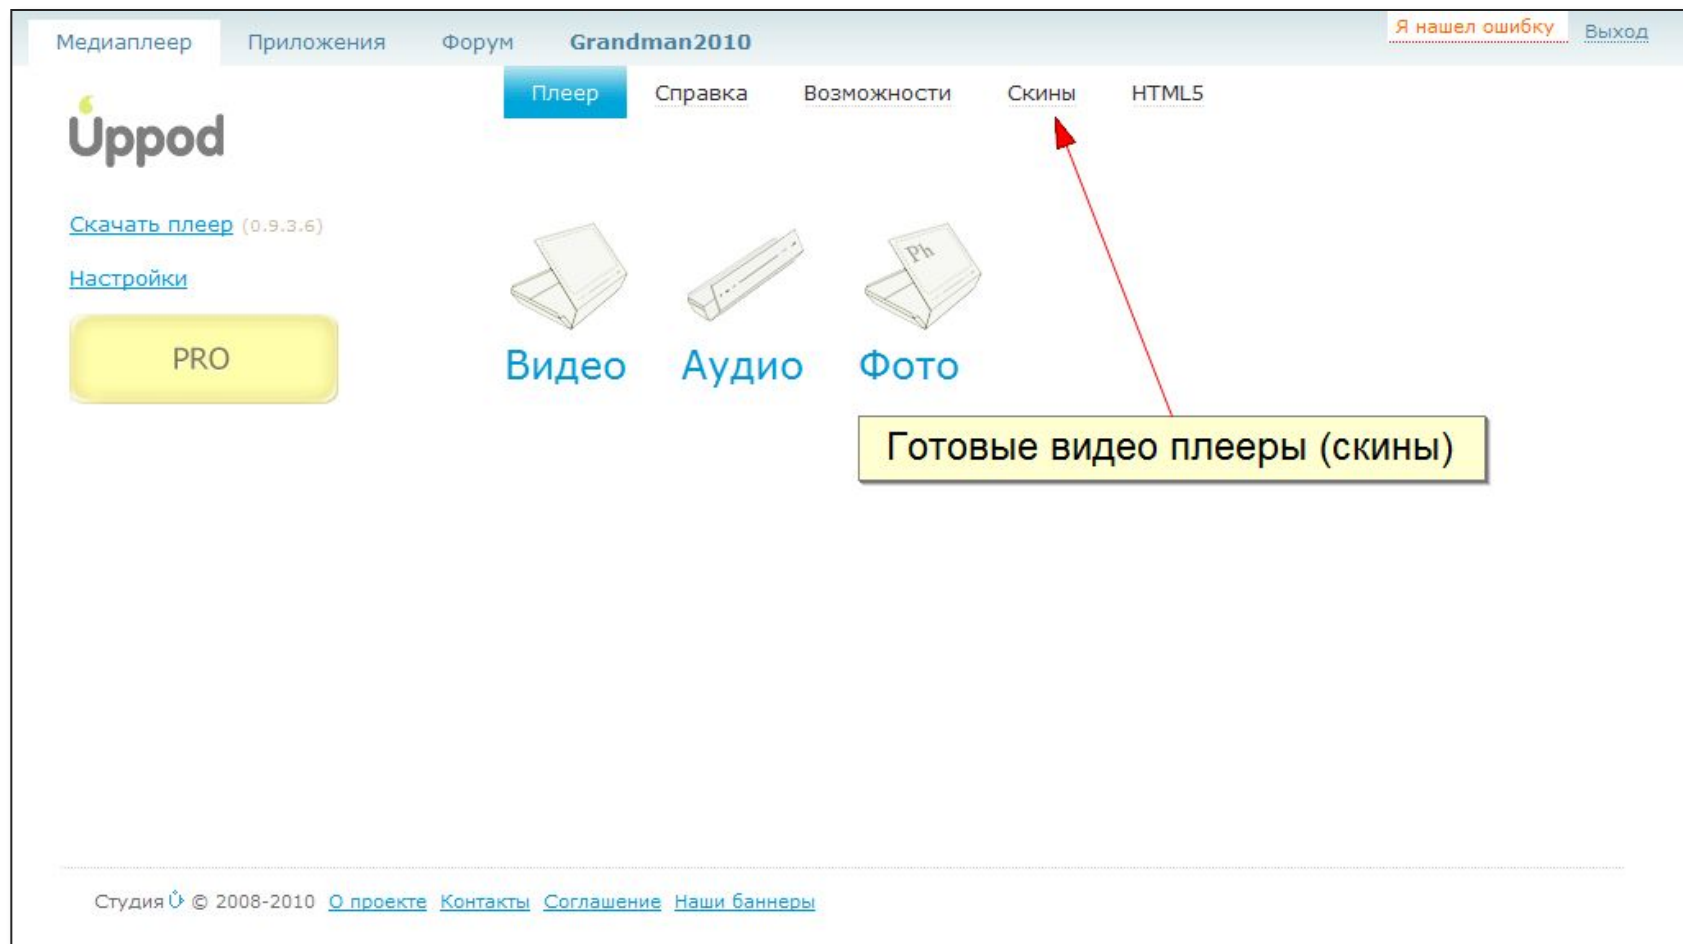 Медиаплеер Приложения Форум Grandman2010 Я нашел ошибку Выход
Плеер Справка Возможности Скины HTML5
Uppod
Скачать плеер (0.9.3.6)
Настройки
PRO
Ph
Видео Аудио Фото
Готовые видео плееры (скины)
Студия Ů © 2008-2010 О проекте Контакты Соглашение Наши баннеры